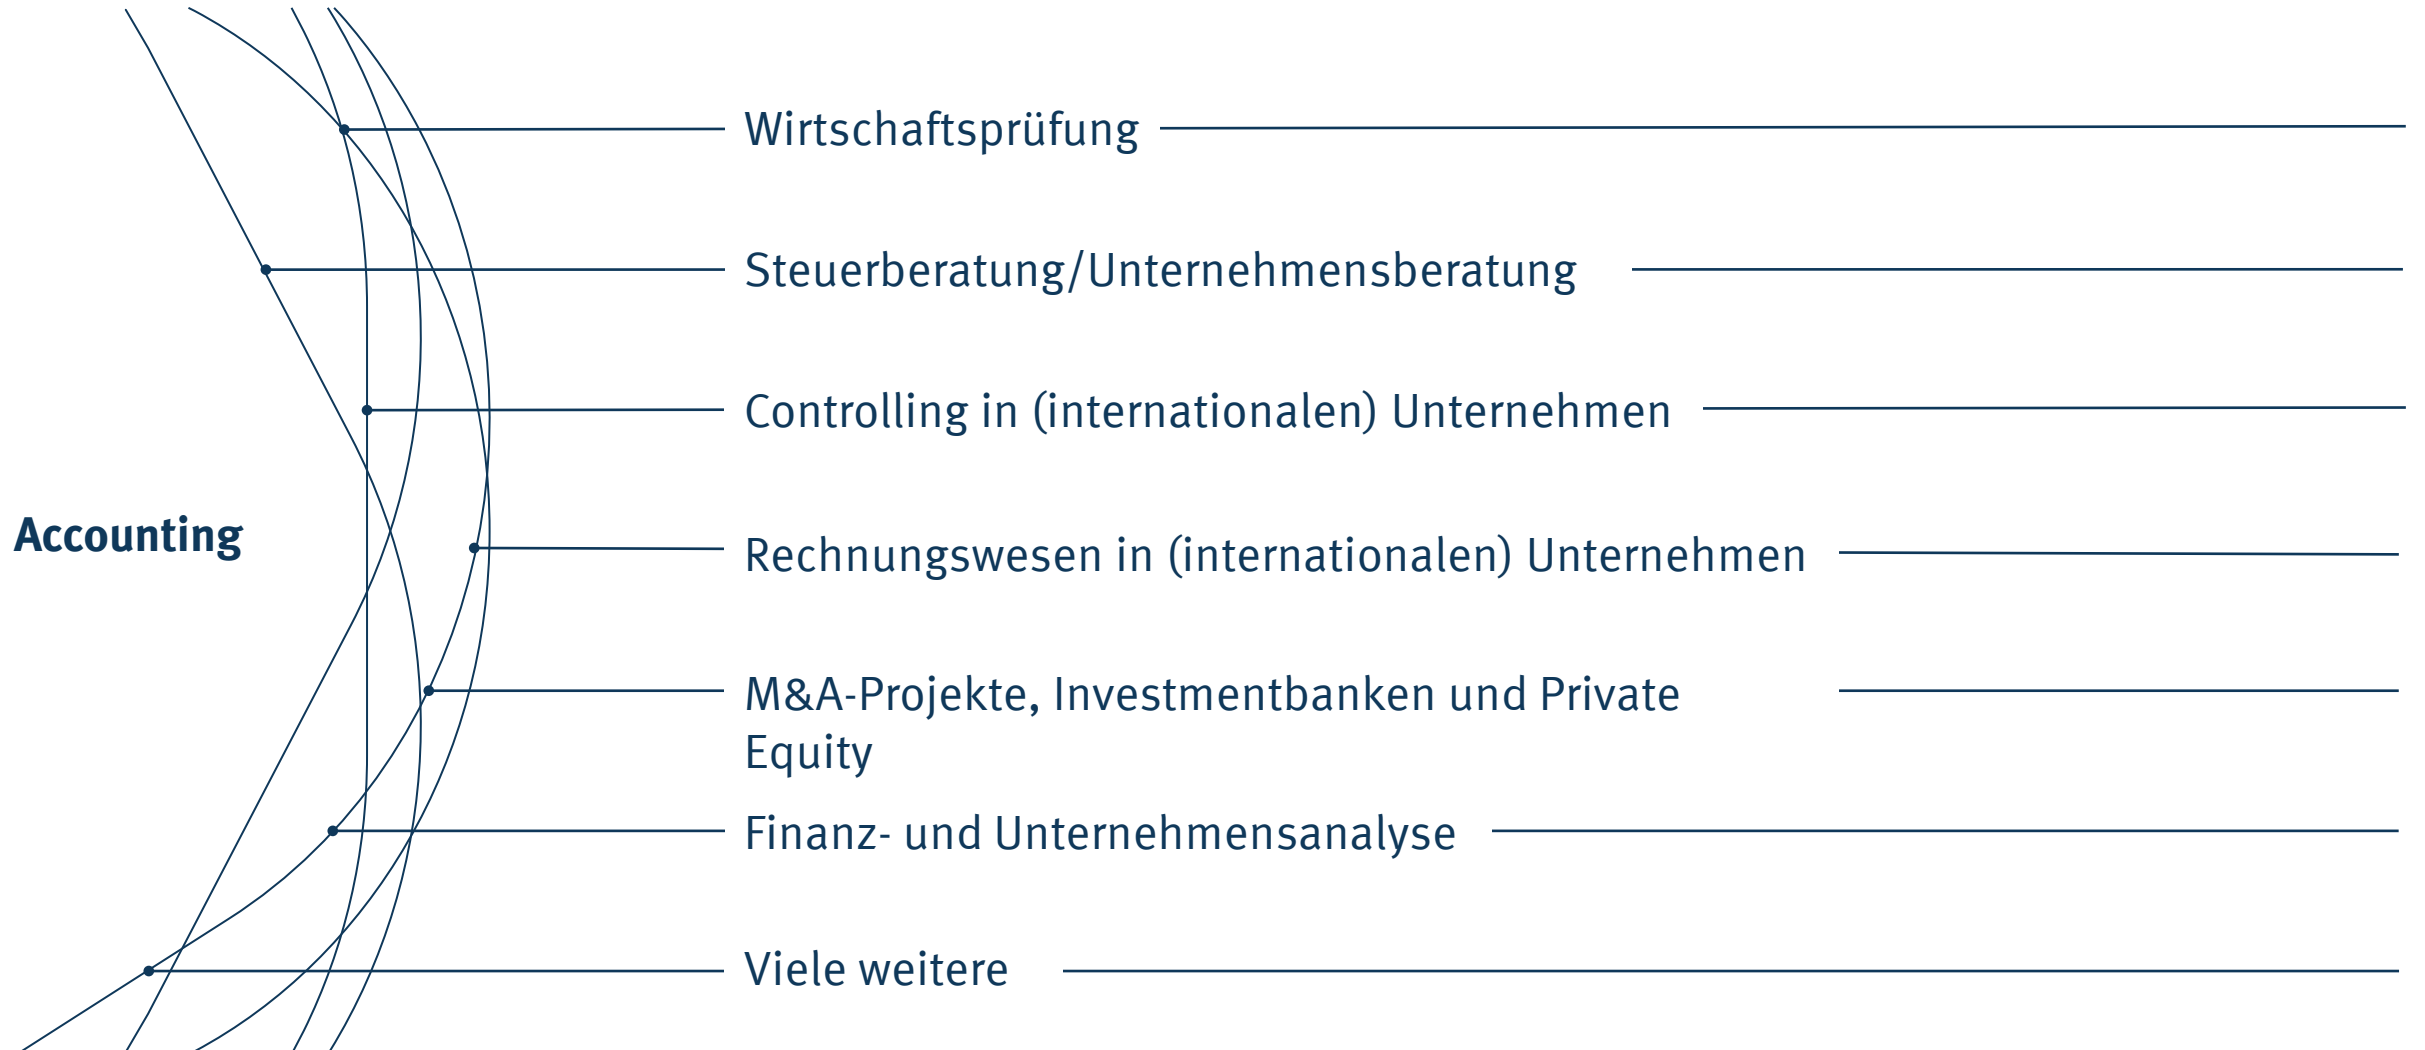 Wirtschaftsprüfung
Steuerberatung/Unternehmensberatung
Controlling in (internationalen) Unternehmen
Accounting
Rechnungswesen in (internationalen) Unternehmen
M&A-Projekte, Investmentbanken und Private
Equity
Finanz- und Unternehmensanalyse
Viele weitere